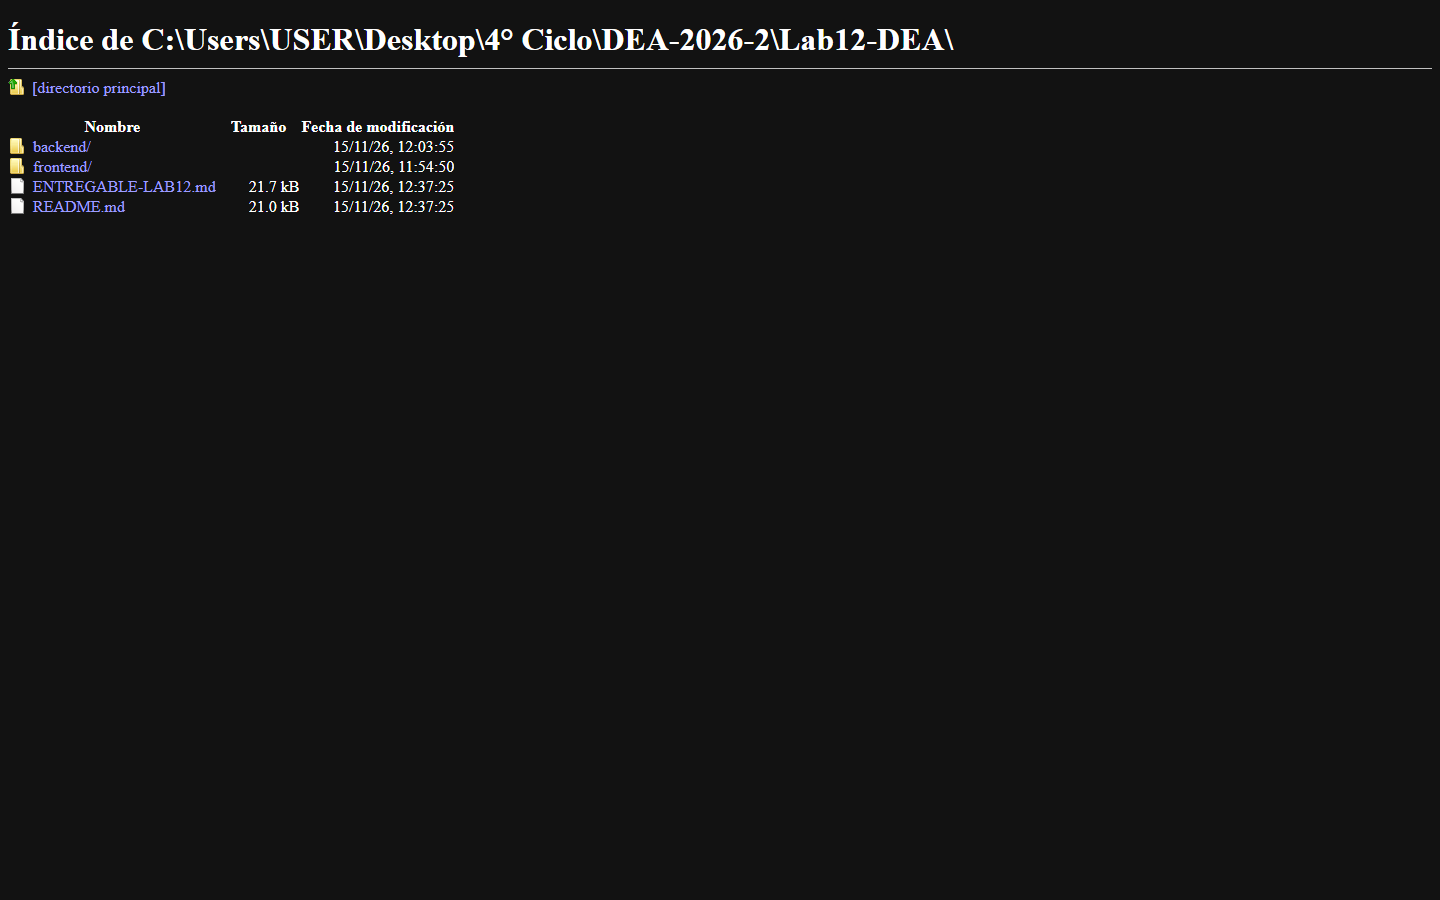 Índice de C:\Users\USER\Desktop\4° Ciclo\DEA-2026-2\Lab12-DEA\
[directorio principal]
Nombre Tamaño Fecha de modificación
backend/ 15/11/26, 12:03:55
frontend/ 15/11/26, 11:54:50
ENTREGABLE-LAB12.md 21.7 kB 15/11/26, 12:37:25
README.md 21.0 kB 15/11/26, 12:37:25